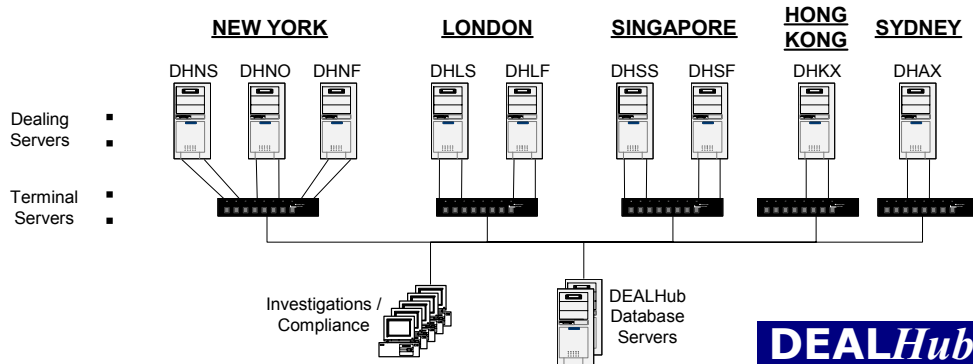 NEW YORK
LONDON
SINGAPORE
HONG
KONG
SYDNEY
DHNS
DHNO
DHNF
DHLS
DHLF
DHSS
DHSF
DHKX
DHAX
Dealing
Servers
Terminal
Servers
Investigations /
Compliance
DEALHub
Database
Servers
DEALHub